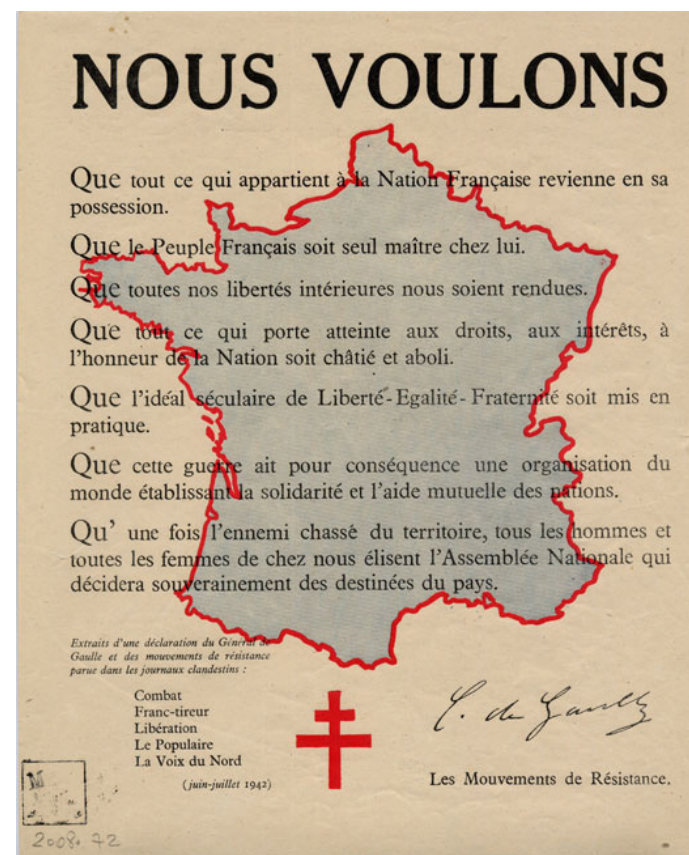 NOUS VOULONS
Que tout ce qui appartient à la Nation Française revienne en sa
possession.
Que le Peuple Français soit seul maître chez lui.
Que toutes nos libertés intérieures nous soient rendues.
Que tout ce qui porte atteinte aux droits, aux intérêts, à
l'honneur de la Nation soit châtié et aboli.
Que l'idéal séculaire de Liberté-Egalité-Fraternité soit mis en
pratique.
Que cette guerre ait pour conséquence une organisation du
monde établissant la solidarité et l'aide mutuelle des nations.
Qu' une fois l'ennemi chassé du territoire, tous les hommes et
toutes les femmes de chez nous élisent l'Assemblée Nationale qui
décidera souverainement des destinées du pays.
Extraits d'une déclaration du Général de
Gaulle et des mouvements de résistance
parue dans les journaux clandestins :
Combat
Franc-tireur
Libération
Le Populaire
La Voix du Nord
(juin-juillet 1942)
C. de Gaulle
Les Mouvements de Résistance.
M
2008. 72